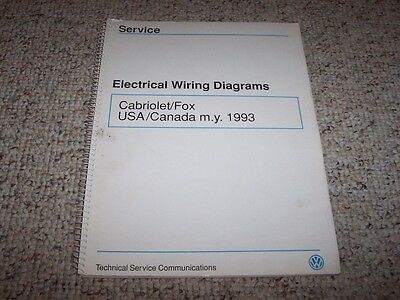 Service
Electrical Wiring Diagrams
Cabriolet/Fox
USA/Canada m.y. 1993
Technical Service Communications